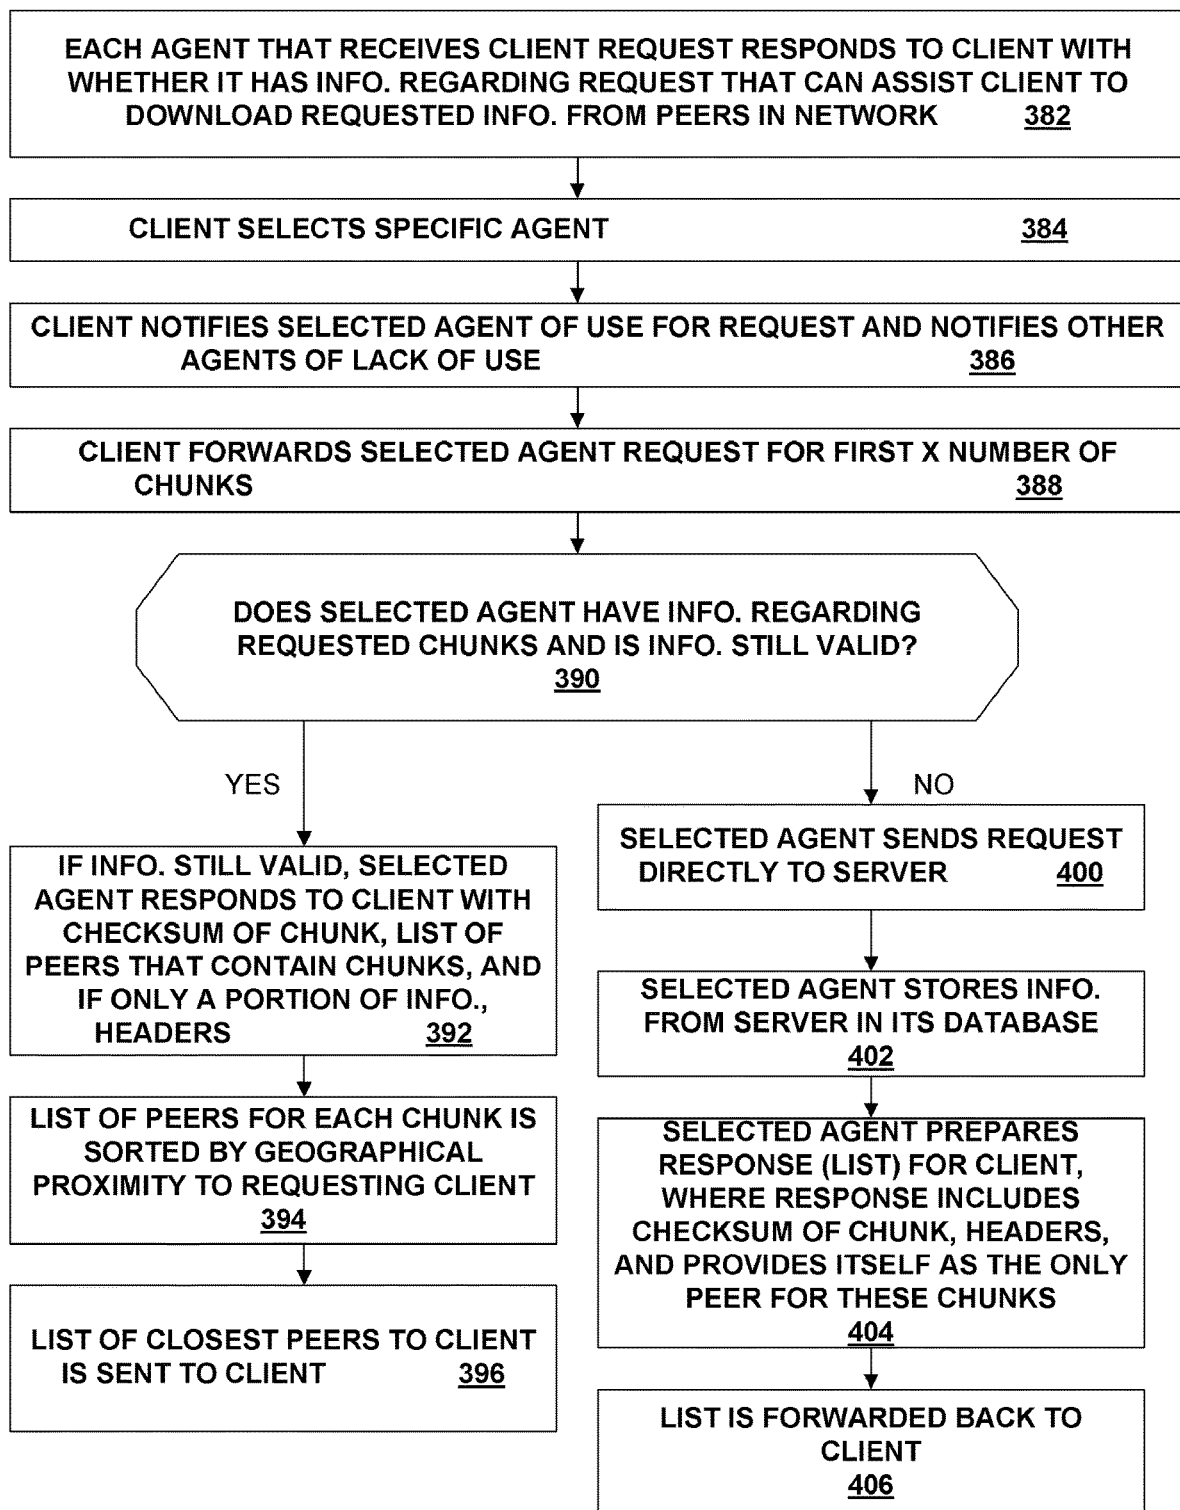 EACH AGENT THAT RECEIVES CLIENT REQUEST RESPONDS TO CLIENT WITH
WHETHER IT HAS INFO. REGARDING REQUEST THAT CAN ASSIST CLIENT TO
DOWNLOAD REQUESTED INFO. FROM PEERS IN NETWORK 382
CLIENT SELECTS SPECIFIC AGENT 384
CLIENT NOTIFIES SELECTED AGENT OF USE FOR REQUEST AND NOTIFIES OTHER
AGENTS OF LACK OF USE 386
CLIENT FORWARDS SELECTED AGENT REQUEST FOR FIRST X NUMBER OF
CHUNKS 388
DOES SELECTED AGENT HAVE INFO. REGARDING
REQUESTED CHUNKS AND IS INFO. STILL VALID?
390
YES
IF INFO. STILL VALID, SELECTED
AGENT RESPONDS TO CLIENT WITH
CHECKSUM OF CHUNK, LIST OF
PEERS THAT CONTAIN CHUNKS, AND
IF ONLY A PORTION OF INFO.,
HEADERS 392
LIST OF PEERS FOR EACH CHUNK IS
SORTED BY GEOGRAPHICAL
PROXIMITY TO REQUESTING CLIENT
394
LIST OF CLOSEST PEERS TO CLIENT
IS SENT TO CLIENT 396
NO
SELECTED AGENT SENDS REQUEST
DIRECTLY TO SERVER 400
SELECTED AGENT STORES INFO.
FROM SERVER IN ITS DATABASE
402
SELECTED AGENT PREPARES
RESPONSE (LIST) FOR CLIENT,
WHERE RESPONSE INCLUDES
CHECKSUM OF CHUNK, HEADERS,
AND PROVIDES ITSELF AS THE ONLY
PEER FOR THESE CHUNKS
404
LIST IS FORWARDED BACK TO
CLIENT
406